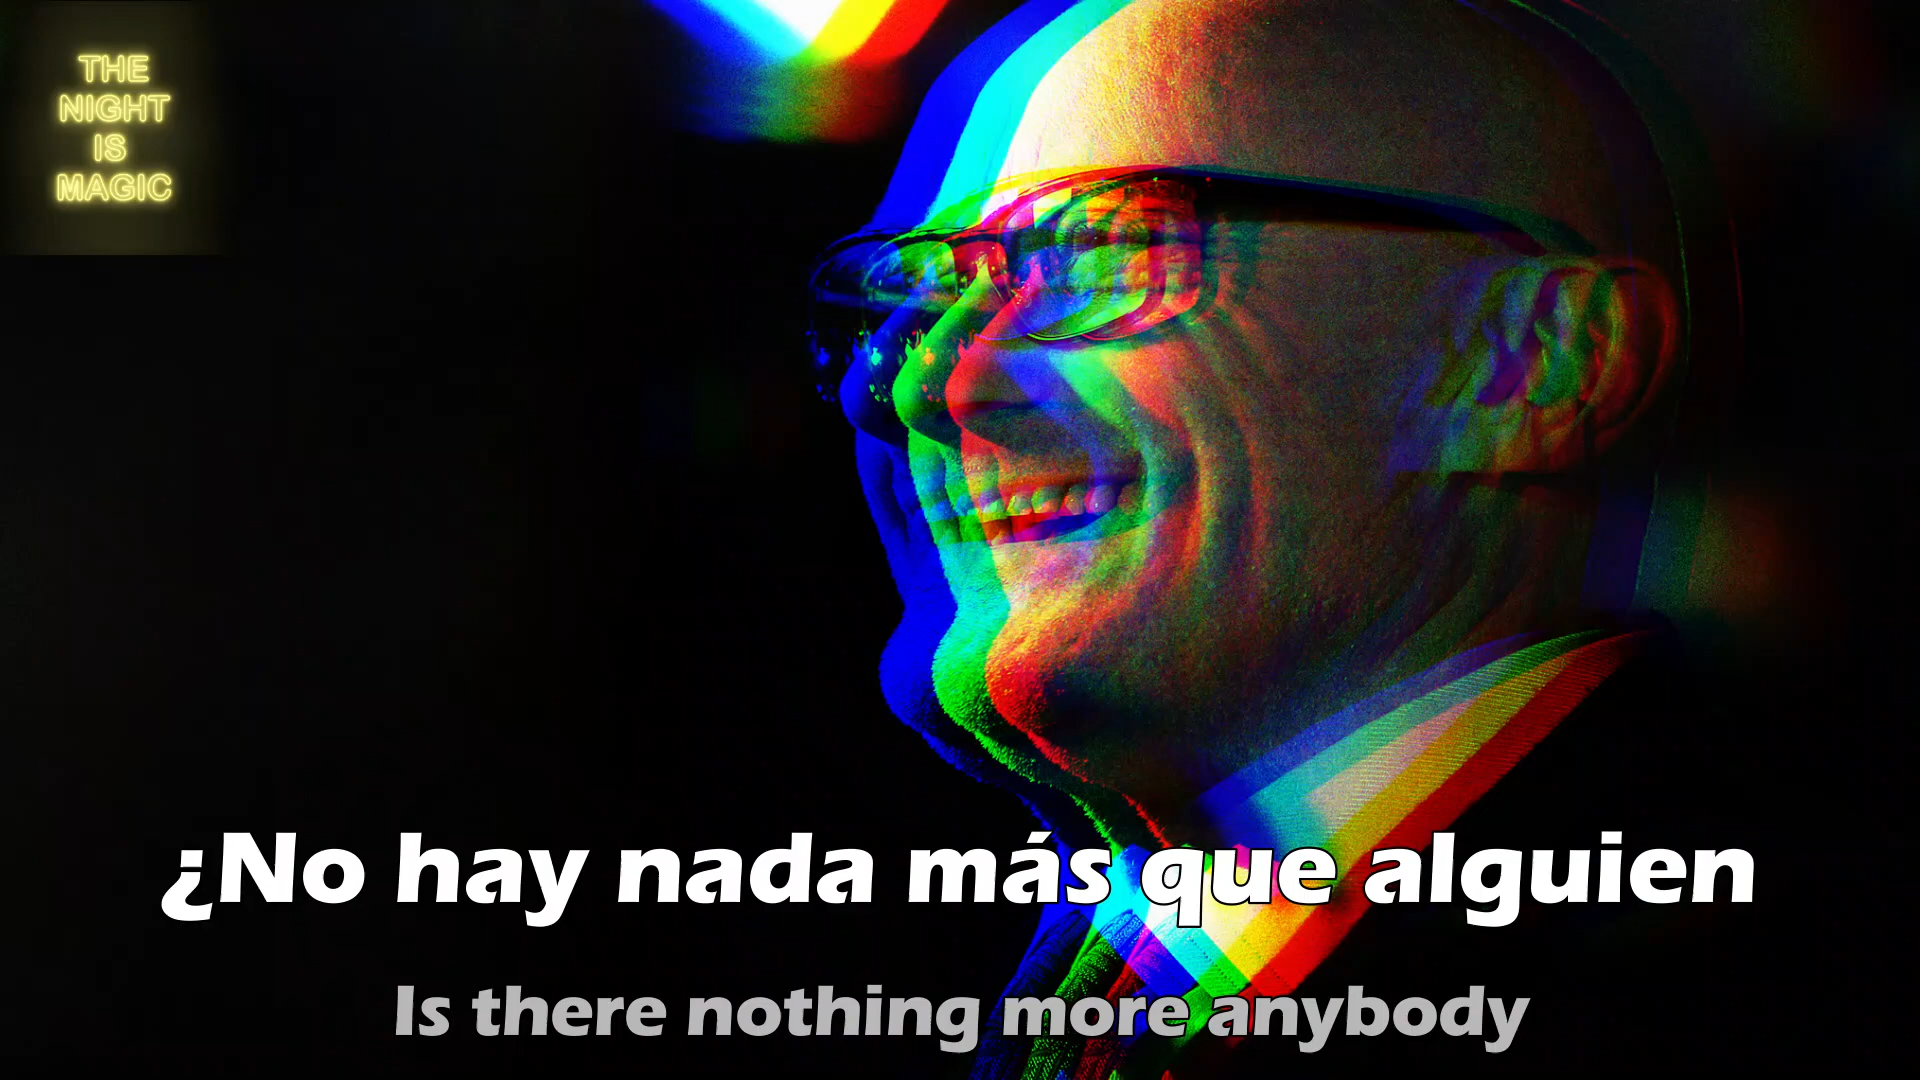 THE
NIGHT
IS
MAGIC
¿No hay nada más que alguien
Is there nothing more anybody